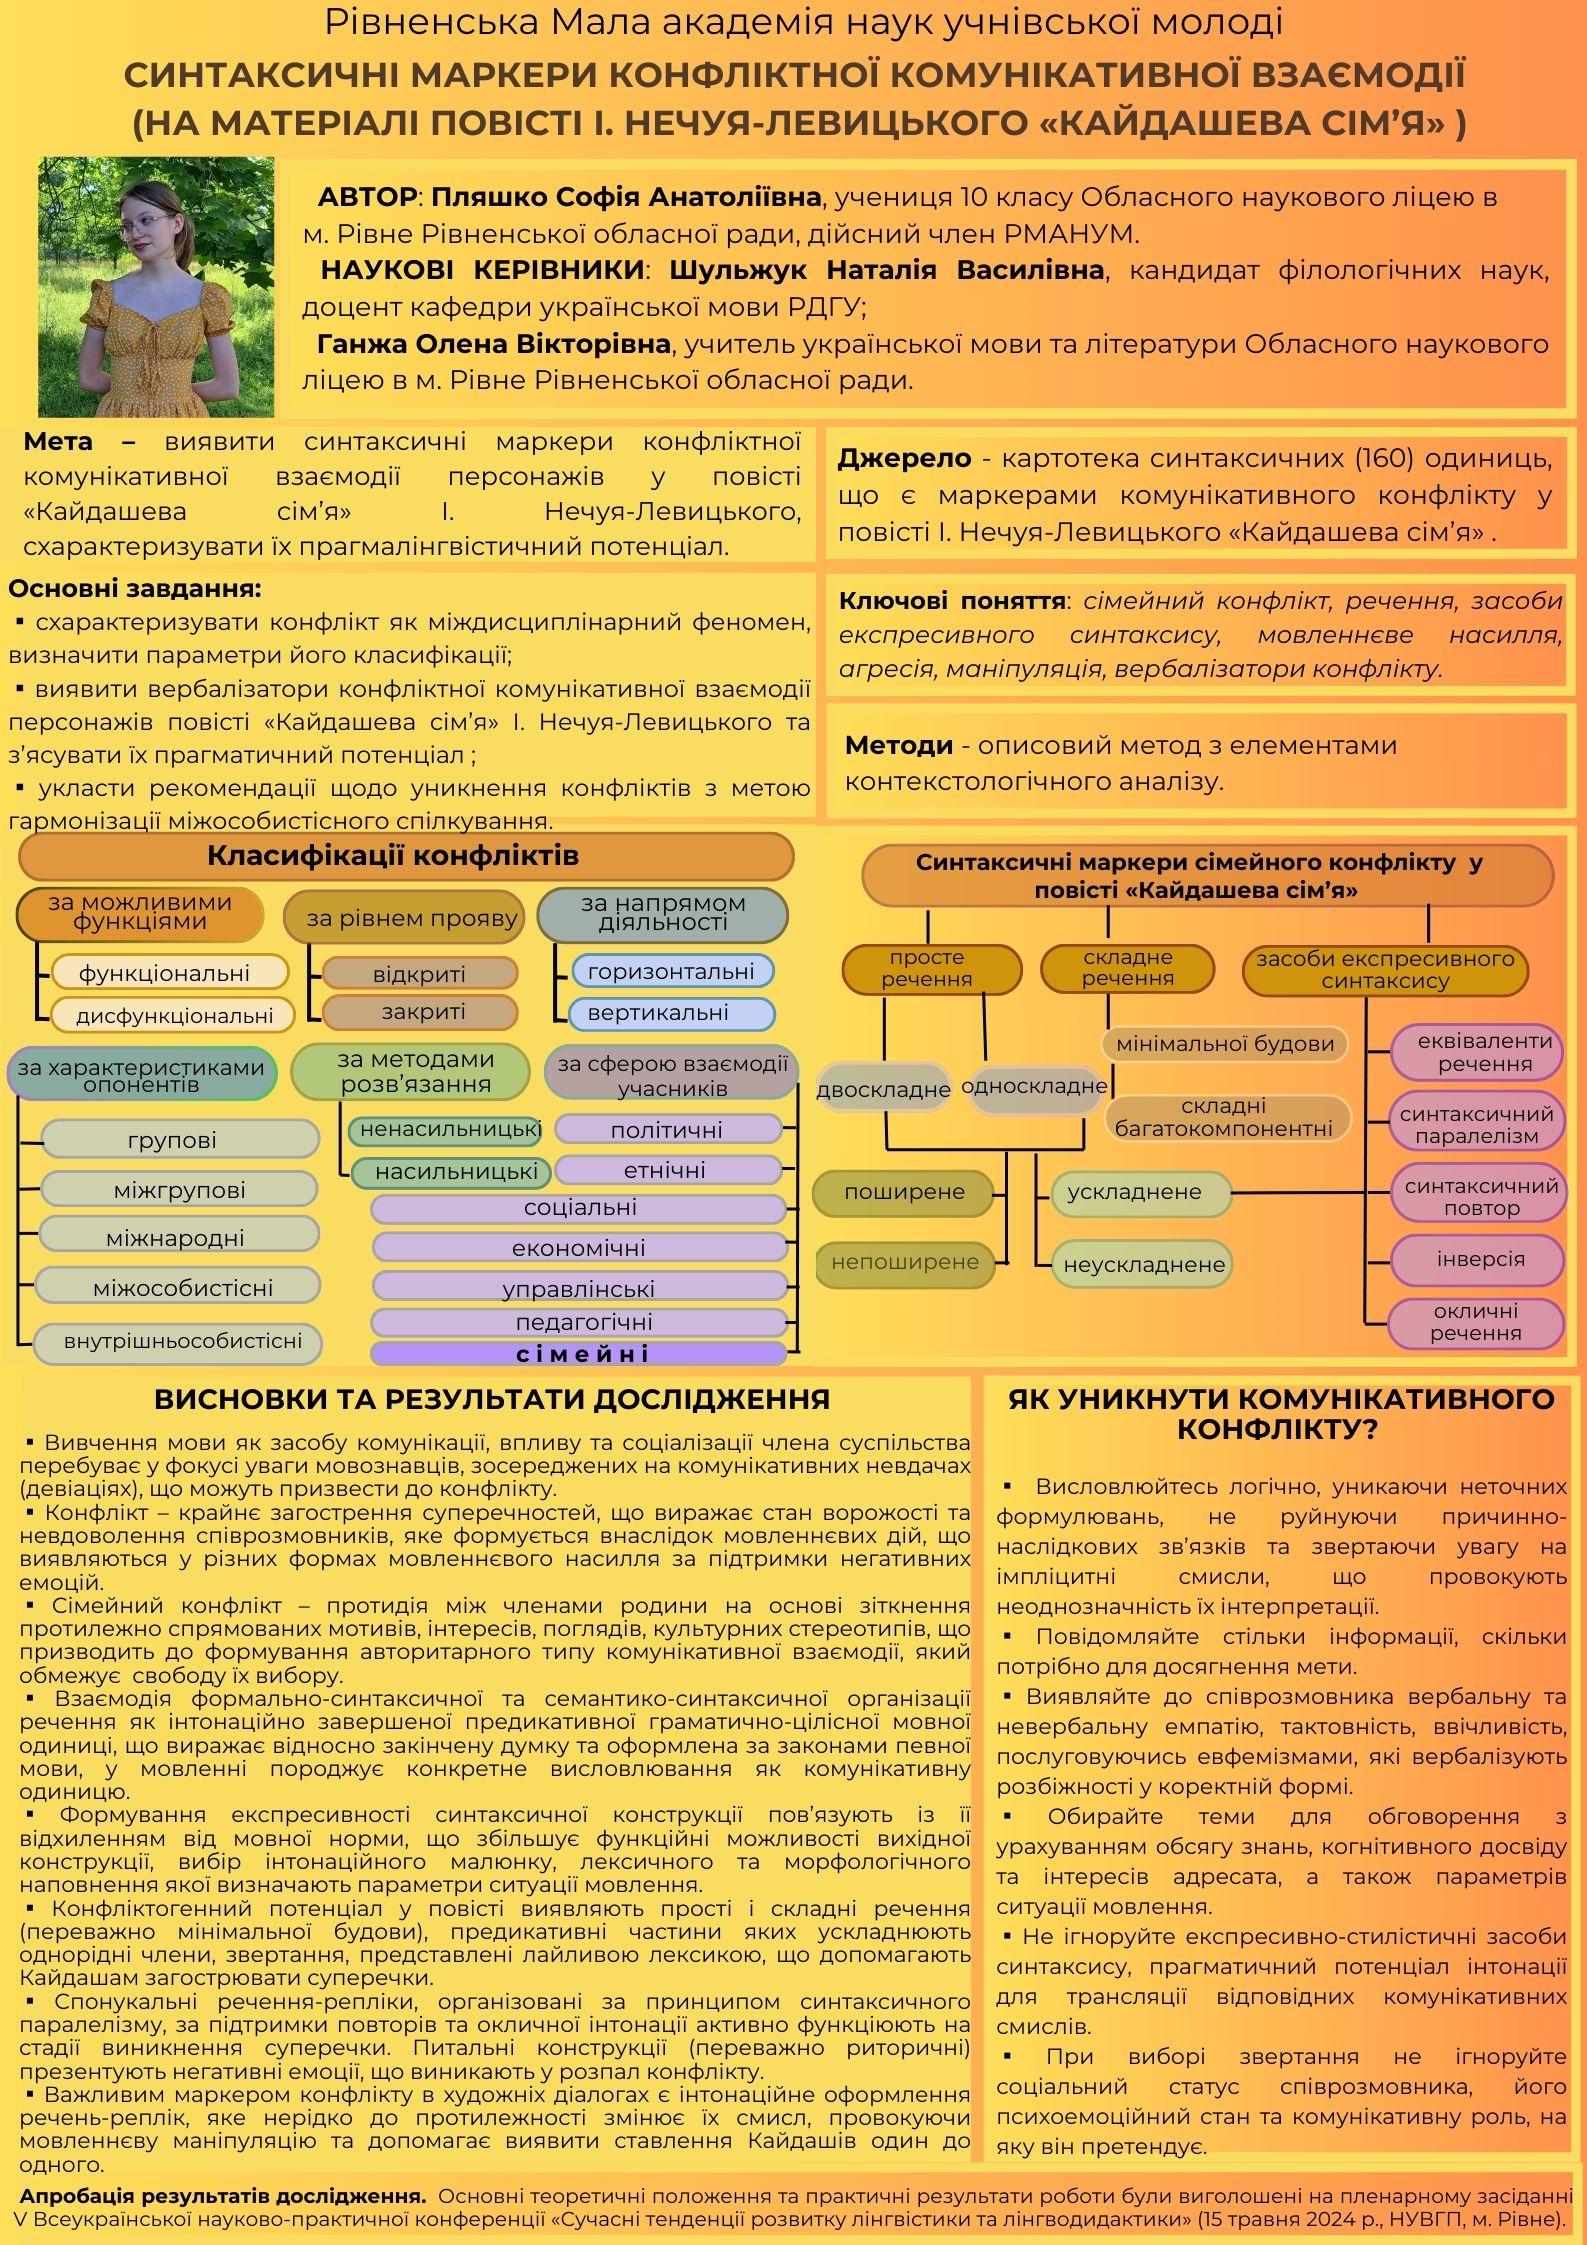 Рівненська Мала академія наук учнівської молоді
СИНТАКСИЧНІ МАРКЕРИ КОНФЛІКТНОЇ КОМУНІКАТИВНОЇ ВЗАЄМОДІЇ
(НА МАТЕРІАЛІ ПОВІСТІ І. НЕЧУЯ-ЛЕВИЦЬКОГО «КАЙДАШЕВА СІМ’Я» )
АВТОР: Пляшко Софія Анатоліївна, учениця 10 класу Обласного наукового ліцею в
м. Рівне Рівненської обласної ради, дійсний член РМАНУМ.
НАУКОВІ КЕРІВНИКИ: Шульжук Наталія Василівна, кандидат філологічних наук,
доцент кафедри української мови РДГУ;
Ганжа Олена Вікторівна, учитель української мови та літератури Обласного наукового
ліцею в м. Рівне Рівненської обласної ради.
Мета – виявити синтаксичні маркери конфліктної
комунікативної взаємодії персонажів у повісті
«Кайдашева сім’я» І. Нечуя-Левицького,
схарактеризувати їх прагмалінгвістичний потенціал.
Джерело - картотека синтаксичних (160) одиниць,
що є маркерами комунікативного конфлікту у
повісті І. Нечуя-Левицького «Кайдашева сім’я» .
Основні завдання:
▪ схарактеризувати конфлікт як міждисциплінарний феномен,
визначити параметри його класифікації;
▪ виявити вербалізатори конфліктної комунікативної взаємодії
персонажів повісті «Кайдашева сім’я» І. Нечуя-Левицького та
з’ясувати їх прагматичний потенціал ;
▪ укласти рекомендації щодо уникнення конфліктів з метою
гармонізації міжособистісного спілкування.
Ключові поняття: сімейний конфлікт, речення, засоби
експресивного синтаксису, мовленнєве насилля,
агресія, маніпуляція, вербалізатори конфлікту.
Методи - описовий метод з елементами
контекстологічного аналізу.
Класифікації конфліктів
за можливими
функціями
функціональні
дисфункціональні
за рівнем прояву
відкриті
закриті
за напрямом
діяльності
горизонтальні
вертикальні
за характеристиками
опонентів
групові
міжгрупові
міжнародні
міжособистісні
внутрішньособистісні
за методами
розв’язання
ненасильницькі
насильницькі
за сферою взаємодії
учасників
політичні
етнічні
соціальні
економічні
управлінські
педагогічні
сімейні
Синтаксичні маркери сімейного конфлікту у
повісті «Кайдашева сім’я»
просте
речення
двоскладне
односкладне
поширене
непоширене
ускладнене
неускладнене
складне
речення
мінімальної будови
складні
багатокомпонентні
засоби експресивного
синтаксису
еквіваленти
речення
синтаксичний
паралелізм
синтаксичний
повтор
інверсія
окличні
речення
ВИСНОВКИ ТА РЕЗУЛЬТАТИ ДОСЛІДЖЕННЯ
▪ Вивчення мови як засобу комунікації, впливу та соціалізації члена суспільства
перебуває у фокусі уваги мовознавців, зосереджених на комунікативних невдачах
(девіаціях), що можуть призвести до конфлікту.
▪ Конфлікт – крайнє загострення суперечностей, що виражає стан ворожості та
невдоволення співрозмовників, яке формується внаслідок мовленнєвих дій, що
виявляються у різних формах мовленнєвого насилля за підтримки негативних
емоцій.
▪ Сімейний конфлікт – протидія між членами родини на основі зіткнення
протилежно спрямованих мотивів, інтересів, поглядів, культурних стереотипів, що
призводить до формування авторитарного типу комунікативної взаємодії, який
обмежує свободу їх вибору.
▪ Взаємодія формально-синтаксичної та семантико-синтаксичної організації
речення як інтонаційно завершеної предикативної граматично-цілісної мовної
одиниці, що виражає відносно закінчену думку та оформлена за законами певної
мови, у мовленні породжує конкретне висловлювання як комунікативну
одиницю.
▪ Формування експресивності синтаксичної конструкції пов’язують із її
відхиленням від мовної норми, що збільшує функційні можливості вихідної
конструкції, вибір інтонаційного малюнку, лексичного та морфологічного
наповнення якої визначають параметри ситуації мовлення.
▪ Конфліктогенний потенціал у повісті виявляють прості і складні речення
(переважно мінімальної будови), предикативні частини яких ускладнюють
однорідні члени, звертання, представлені лайливою лексикою, що допомагають
Кайдашам загострювати суперечки.
▪ Спонукальні речення-репліки, організовані за принципом синтаксичного
паралелізму, за підтримки повторів та окличної інтонації активно функціюють на
стадії виникнення суперечки. Питальні конструкції (переважно риторичні)
презентують негативні емоції, що виникають у розпал конфлікту.
▪ Важливим маркером конфлікту в художніх діалогах є інтонаційне оформлення
речень-реплік, яке нерідко до протилежності змінює їх смисл, провокуючи
мовленнєву маніпуляцію та допомагає виявити ставлення Кайдашів один до
одного.
ЯК УНИКНУТИ КОМУНІКАТИВНОГО
КОНФЛІКТУ?
▪ Висловлюйтесь логічно, уникаючи неточних
формулювань, не руйнуючи причинно-
наслідкових зв’язків та звертаючи увагу на
імпліцитні смисли, що провокують
неоднозначність їх інтерпретації.
▪ Повідомляйте стільки інформації, скільки
потрібно для досягнення мети.
▪ Виявляйте до співрозмовника вербальну та
невербальну емпатію, тактовність, ввічливість,
послуговуючись евфемізмами, які вербалізують
розбіжності у коректній формі.
▪ Обирайте теми для обговорення з
урахуванням обсягу знань, когнітивного досвіду
та інтересів адресата, а також параметрів
ситуації мовлення.
▪ Не ігноруйте експресивно-стилістичні засоби
синтаксису, прагматичний потенціал інтонації
для трансляції відповідних комунікативних
смислів.
▪ При виборі звертання не ігноруйте
соціальний статус співрозмовника, його
психоемоційний стан та комунікативну роль, на
яку він претендує.
Апробація результатів дослідження. Основні теоретичні положення та практичні результати роботи були виголошені на пленарному засіданні
V Всеукраїнської науково-практичної конференції «Сучасні тенденції розвитку лінгвістики та лінгводидактики» (15 травня 2024 р., НУВГП, м. Рівне).